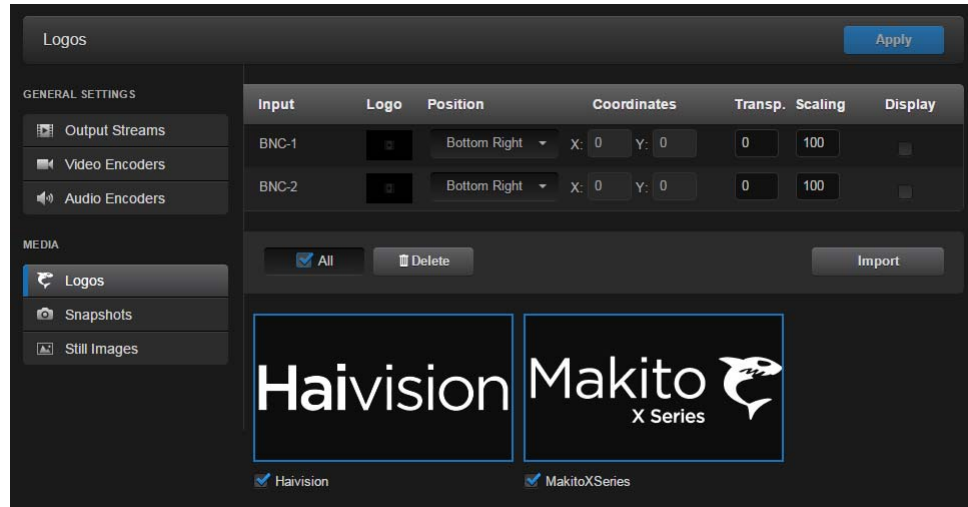 Logos
Apply
GENERAL SETTINGS
Output Streams
Video Encoders
Audio Encoders
MEDIA
Logos
Snapshots
Still Images
Input Logo Position Coordinates Transp. Scaling Display
BNC-1 Bottom Right X: 0 Y: 0 0 100
BNC-2 Bottom Right X: 0 Y: 0 0 100
All Delete Import
Haivision
Makito
X Series
Haivision
MakitoXSeries